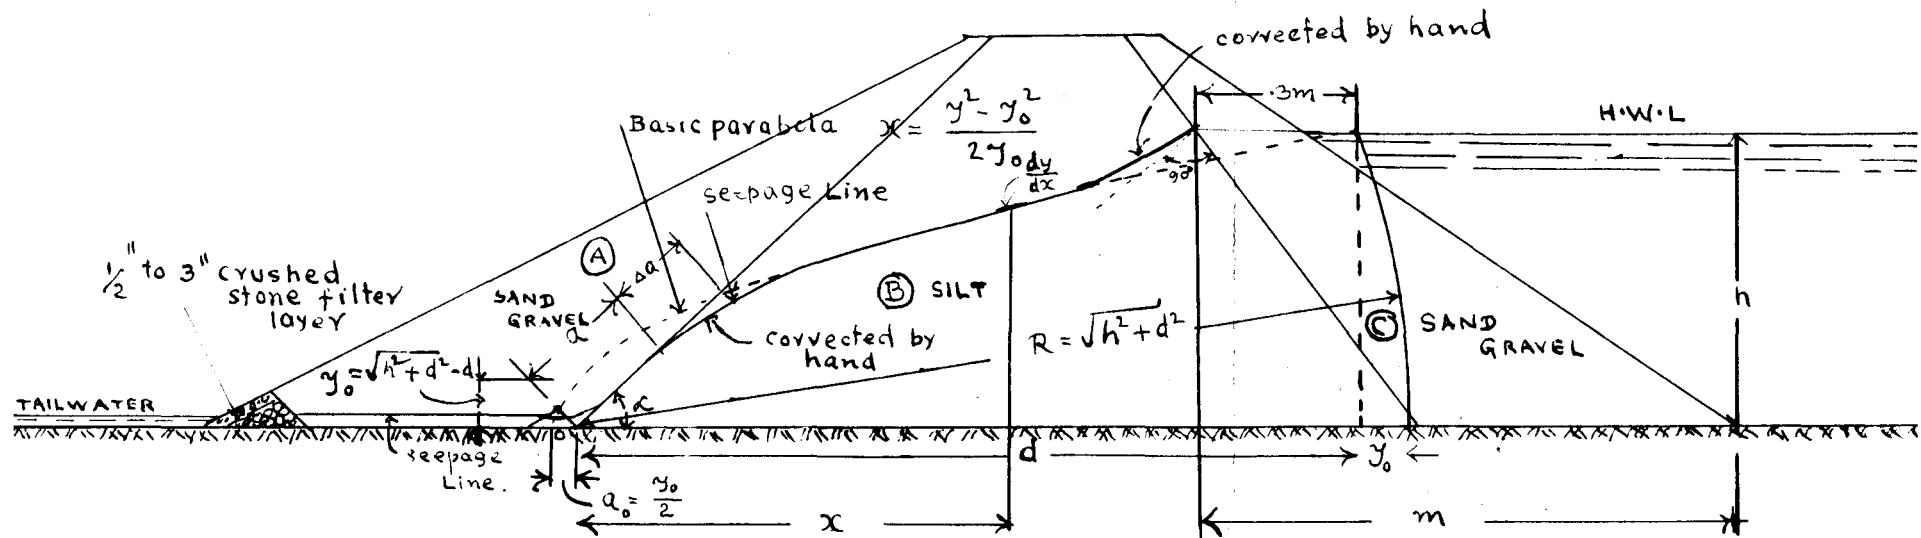 corrected by hand
.3m
H.W.L
Basic parabola
x = y² - y₀² / 2y₀
dy/dx
90°
seepage Line
A
Δa
a
1/2" to 3" crushed
stone filter
layer
SAND
GRAVEL
B SILT
corrected by
hand
R = √h²+d²
C SAND
GRAVEL
h
y₀ = √h²+d² - d
α
TAILWATER
seepage
Line.
d
y₀
a₀ = y₀/2
x
m